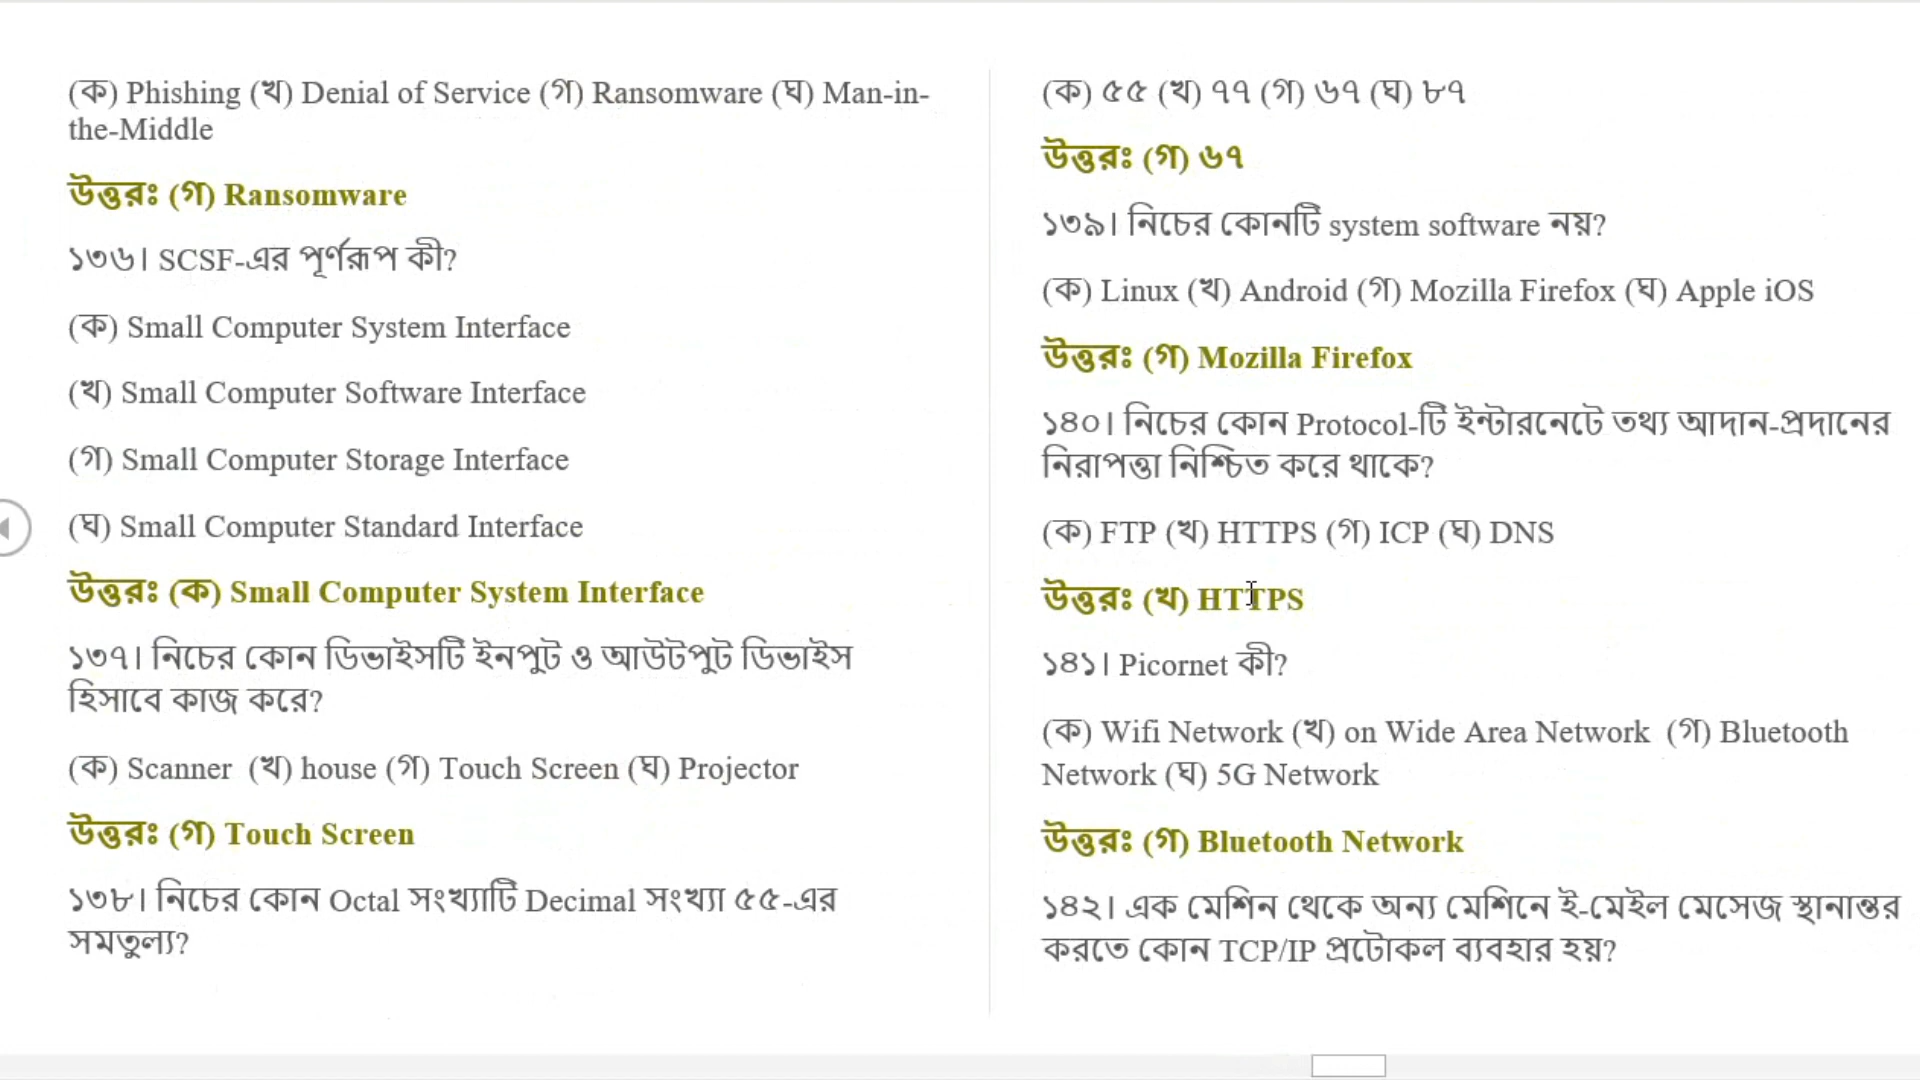 (ক) Phishing (খ) Denial of Service (গ) Ransomware (ঘ) Man-in-
the-Middle
উত্তরঃ (গ) Ransomware
১৩৬। SCSF-এর পূর্ণরূপ কী?
(ক) Small Computer System Interface
(খ) Small Computer Software Interface
(গ) Small Computer Storage Interface
(ঘ) Small Computer Standard Interface
উত্তরঃ (ক) Small Computer System Interface
১৩৭। নিচের কোন ডিভাইসটি ইনপুট ও আউটপুট ডিভাইস
হিসাবে কাজ করে?
(ক) Scanner (খ) house (গ) Touch Screen (ঘ) Projector
উত্তরঃ (গ) Touch Screen
১৩৮। নিচের কোন Octal সংখ্যাটি Decimal সংখ্যা ৫৫-এর
সমতুল্য?
(ক) ৫৫ (খ) ৭৭ (গ) ৬৭ (ঘ) ৮৭
উত্তরঃ (গ) ৬৭
১৩৯। নিচের কোনটি system software নয়?
(ক) Linux (খ) Android (গ) Mozilla Firefox (ঘ) Apple iOS
উত্তরঃ (গ) Mozilla Firefox
১৪০। নিচের কোন Protocol-টি ইন্টারনেটে তথ্য আদান-প্রদানের
নিরাপত্তা নিশ্চিত করে থাকে?
(ক) FTP (খ) HTTPS (গ) ICP (ঘ) DNS
উত্তরঃ (খ) HTTPS
১৪১। Picornet কী?
(ক) Wifi Network (খ) on Wide Area Network (গ) Bluetooth
Network (ঘ) 5G Network
উত্তরঃ (গ) Bluetooth Network
১৪২। এক মেশিন থেকে অন্য মেশিনে ই-মেইল মেসেজ স্থানান্তর
করতে কোন TCP/IP প্রটোকল ব্যবহার হয়?